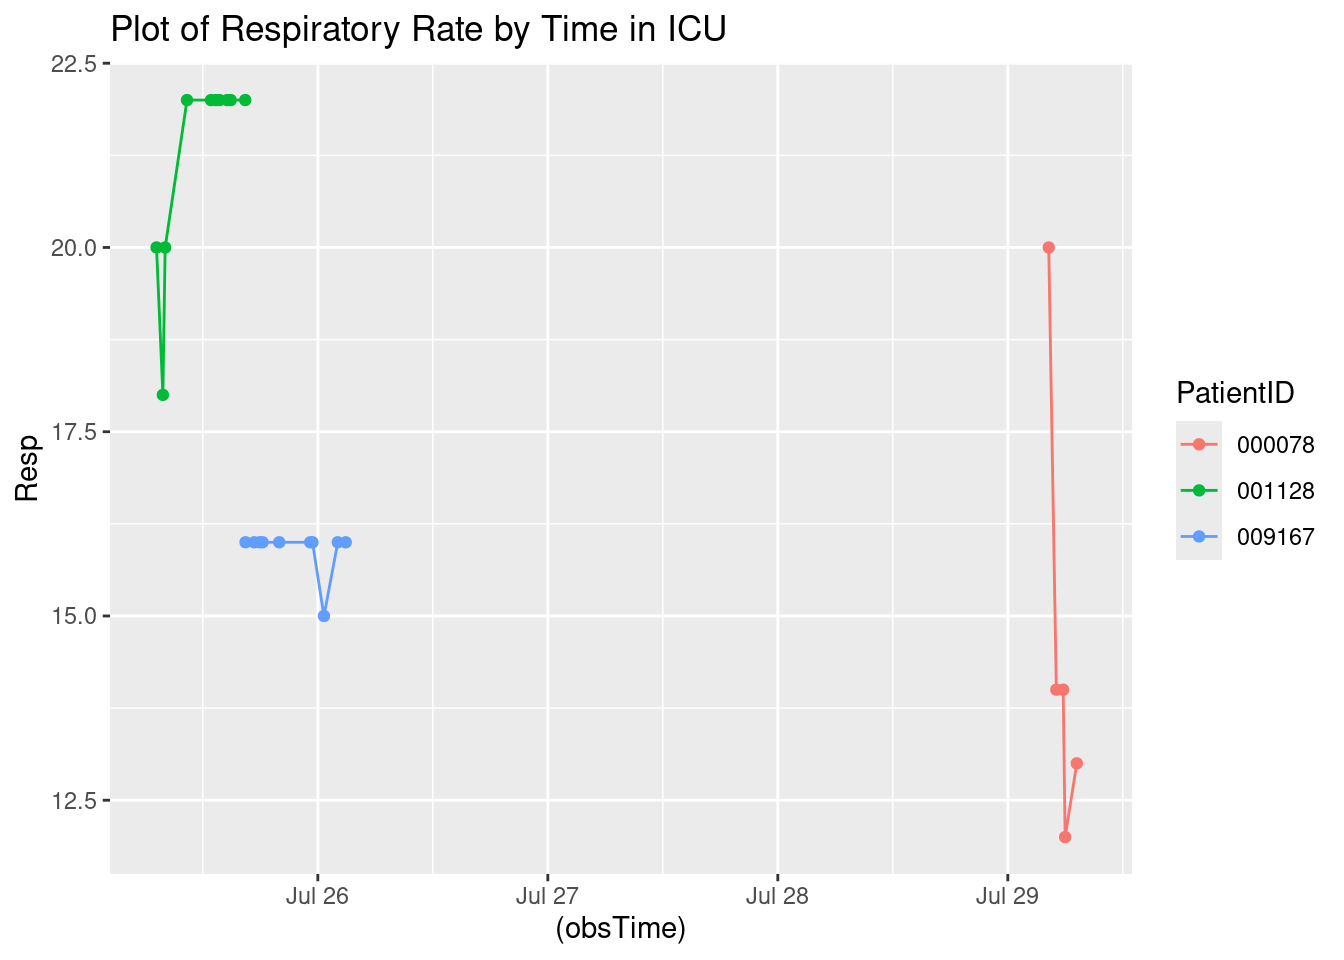 Plot of Respiratory Rate by Time in ICU
22.5
20.0
17.5
15.0
12.5
Resp
Jul 26
Jul 27
Jul 28
Jul 29
(obsTime)
PatientID
000078
001128
009167